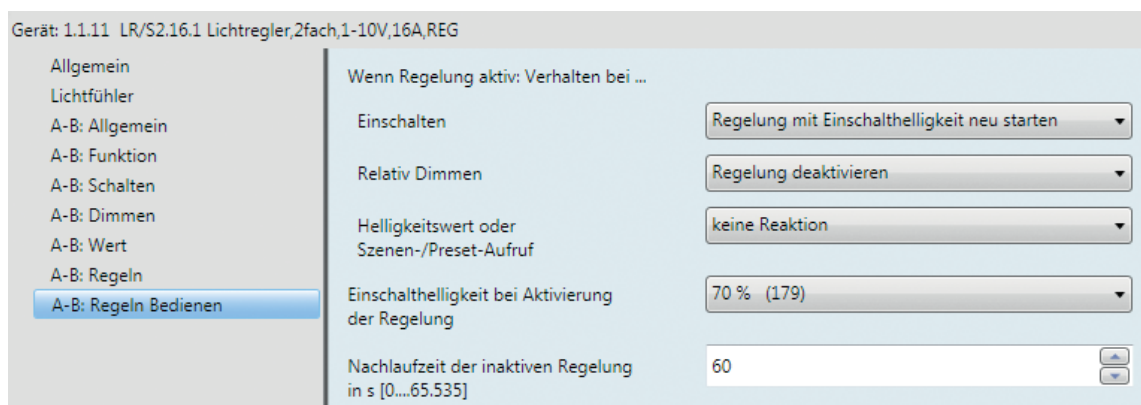 Gerät: 1.1.11 LR/S2.16.1 Lichtregler,2fach,1-10V,16A,REG
Allgemein
Lichtfühler
A-B: Allgemein
A-B: Funktion
A-B: Schalten
A-B: Dimmen
A-B: Wert
A-B: Regeln
A-B: Regeln Bedienen
Wenn Regelung aktiv: Verhalten bei ...
Einschalten
Regelung mit Einschalthelligkeit neu starten
Relativ Dimmen
Regelung deaktivieren
Helligkeitswert oder
Szenen-/Preset-Aufruf
keine Reaktion
Einschalthelligkeit bei Aktivierung
der Regelung
70 % (179)
Nachlaufzeit der inaktiven Regelung
in s [0....65.535]
60